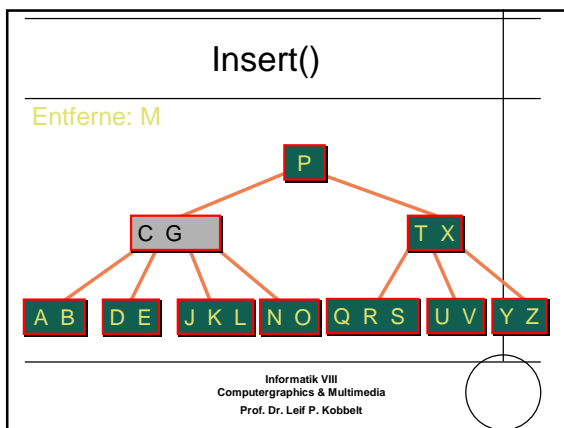 Insert()
Entferne: M
P
C G
T X
A B
D E
J K L
N O
Q R S
U V
Y Z
Informatik VIII
Computergraphics & Multimedia
Prof. Dr. Leif P. Kobbelt